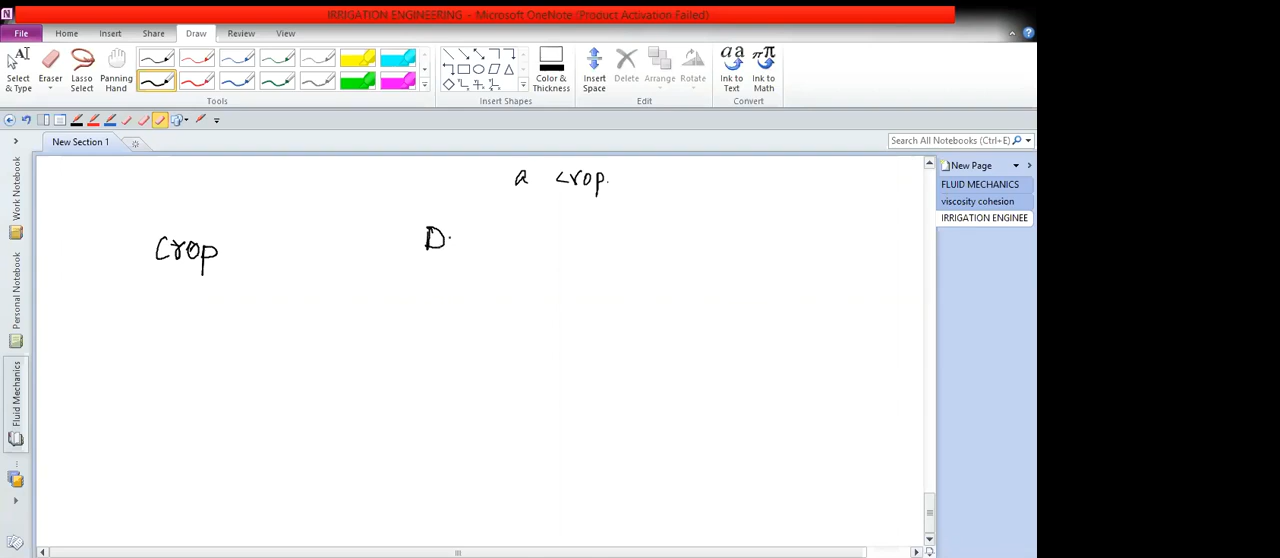 IRRIGATION ENGINEERING - Microsoft OneNote (Product Activation Failed)
File Home Insert Share Draw Review View
Select & Type Eraser Lasso Select Panning Hand Color & Thickness Insert Space Delete Arrange Rotate Ink to Text Ink to Math
Tools Insert Shapes Edit Convert
New Section 1 Search All Notebooks (Ctrl+E)
New Page
FLUID MECHANICS
viscosity cohesion
IRRIGATION ENGINEE
Work Notebook
Personal Notebook
Fluid Mechanics
a crop.
Crop D.